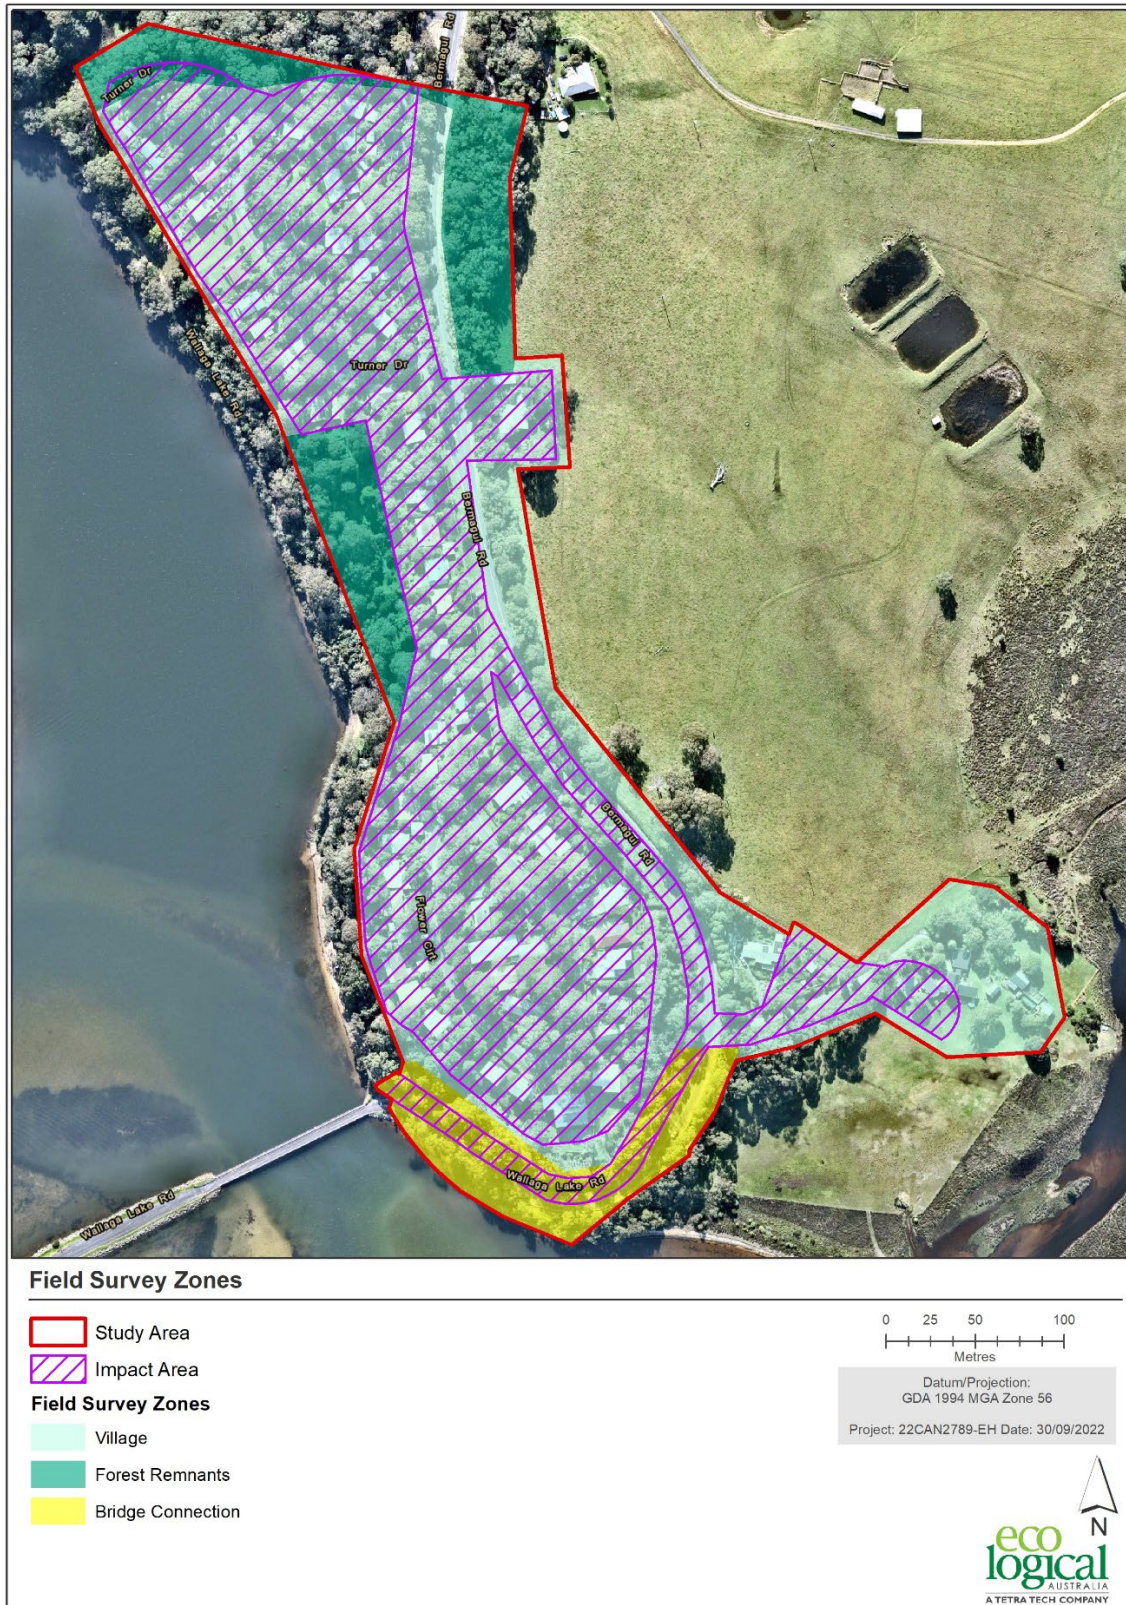 Bermagui Rd
Turner Dr
Wallaga Lake Rd
Turner Dr
Bermagui Rd
Bermagui Rd
Flower Cirt
Wallaga Lake Rd
Wallaga Lake Rd
Field Survey Zones
Study Area
Impact Area
Field Survey Zones
Village
Forest Remnants
Bridge Connection
0 25 50 100
Metres
Datum/Projection:
GDA 1994 MGA Zone 56
Project: 22CAN2789-EH Date: 30/09/2022
N
eco
logical
AUSTRALIA
A TETRA TECH COMPANY